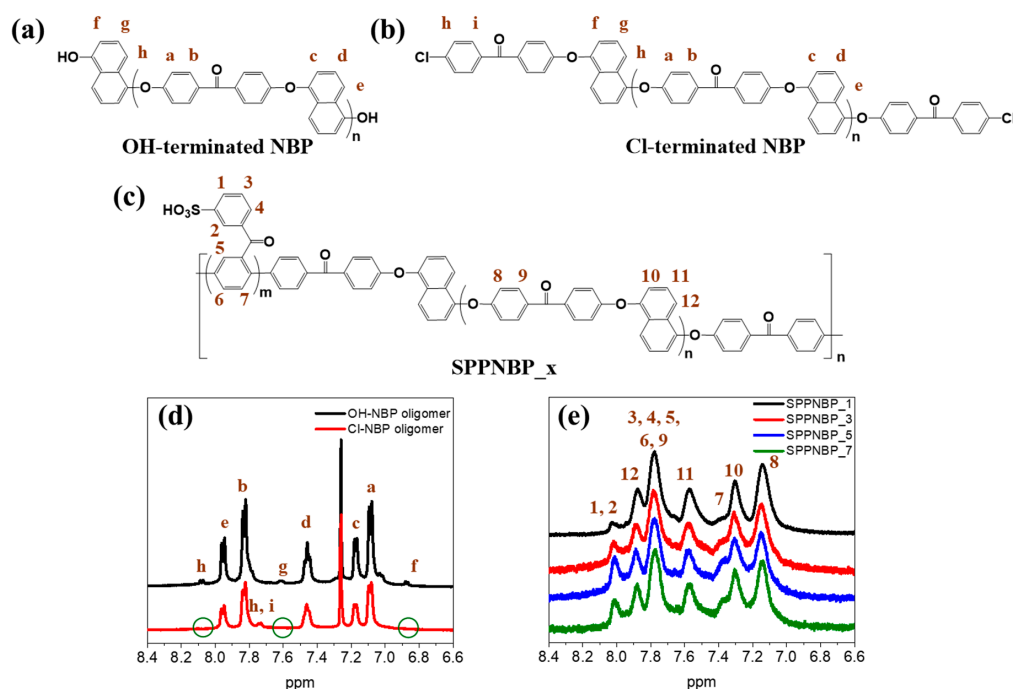 (a)
f
g
HO
h
a
b
O
c
d
e
O
O
n
OH
OH-terminated NBP
(b)
h
i
f
g
O
Cl
O
h
a
b
O
c
d
e
O
O
n
O
O
Cl
Cl-terminated NBP
(c)
1
3
HO3S
4
2
5
O
6
7
m
O
O
8
9
O
10
11
12
O
O
n
O
O
n
SPPNBP_x
(d)
OH-NBP oligomer
Cl-NBP oligomer
b
a
e
d
c
h
g
f
h, i
8.4 8.2 8.0 7.8 7.6 7.4 7.2 7.0 6.8 6.6
ppm
(e)
SPPNBP_1
SPPNBP_3
SPPNBP_5
SPPNBP_7
3, 4, 5,
6, 9
12
11
10
8
7
1, 2
8.4 8.2 8.0 7.8 7.6 7.4 7.2 7.0 6.8 6.6
ppm